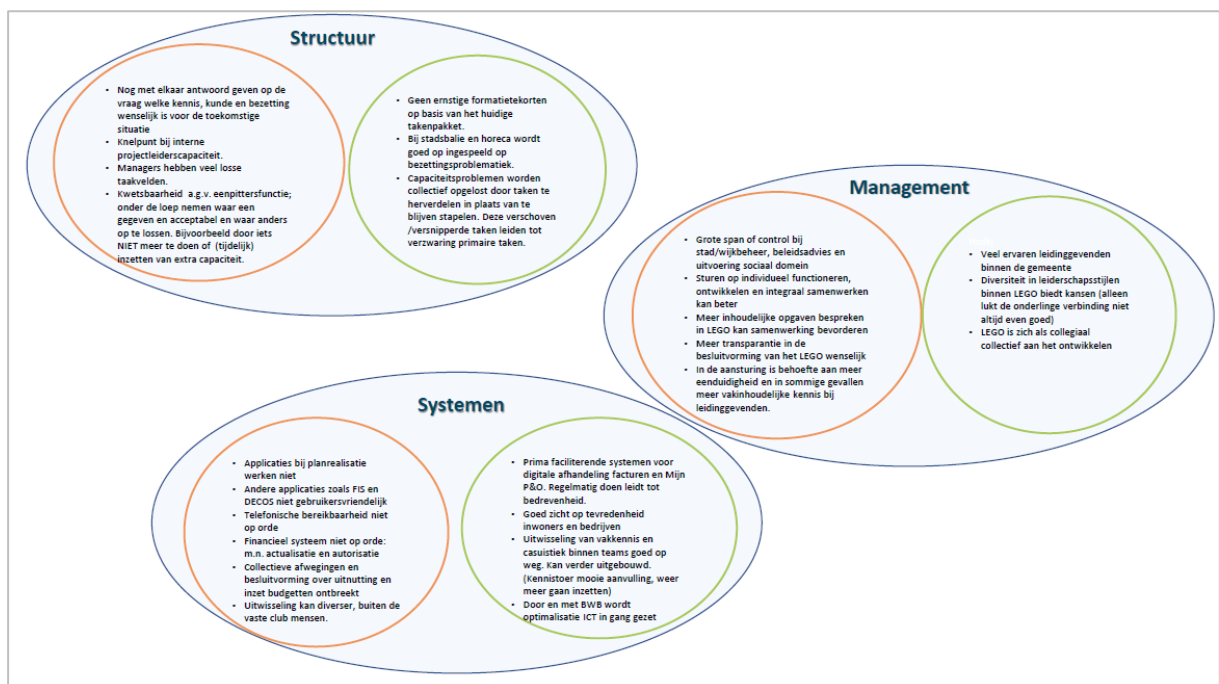 Structuur
• Nog met elkaar antwoord geven op de
vraag welke kennis, kunde en bezetting
wenselijk is voor de toekomstige
situatie
• Knelpunt bij interne
projectleiderscapaciteit.
• Managers hebben veel losse
taakvelden.
• Kwetsbaarheid a.g.v. eenpittersfunctie;
onder de loep nemen waar een
gegeven en acceptabel en waar anders
op te lossen. Bijvoorbeeld door iets
NIET meer te doen of (tijdelijk)
inzetten van extra capaciteit.
• Geen ernstige formatietekorten
op basis van het huidige
takenpakket.
• Bij stadsbalie en horeca wordt
goed op ingespeeld op
bezettingsproblematiek.
• Capaciteitsproblemen worden
collectief opgelost door taken te
herverdelen in plaats van te
blijven stapelen. Deze verschoven
/versnipperde taken leiden tot
verzwaring primaire taken.
Management
• Grote span of control bij
stad/wijkbeheer, beleidsadvies en
uitvoering sociaal domein
• Sturen op individueel functioneren,
ontwikkelen en integraal samenwerken
kan beter
• Meer inhoudelijke opgaven bespreken
in LEGO kan samenwerking bevorderen
• Meer transparantie in de
besluitvorming van het LEGO wenselijk
• In de aansturing is behoefte aan meer
eenduidigheid en in sommige gevallen
meer vakinhoudelijke kennis bij
leidinggevenden.
• Veel ervaren leidinggevenden
binnen de gemeente
• Diversiteit in leiderschapsstijlen
binnen LEGO biedt kansen (alleen
lukt de onderlinge verbinding niet
altijd even goed)
• LEGO is zich als collegiaal
collectief aan het ontwikkelen
Systemen
• Applicaties bij planrealisatie
werken niet
• Andere applicaties zoals FIS en
DECOS niet gebruikersvriendelijk
• Telefonische bereikbaarheid niet
op orde
• Financieel systeem niet op orde:
m.n. actualisatie en autorisatie
• Collectieve afwegingen en
besluitvorming over uitnutting en
inzet budgetten ontbreekt
• Uitwisseling kan diverser, buiten de
vaste club mensen.
• Prima faciliterende systemen voor
digitale afhandeling facturen en Mijn
P&O. Regelmatig doen leidt tot
bedrevenheid.
• Goed zicht op tevredenheid
inwoners en bedrijven
• Uitwisseling van vakkennis en
casuïstiek binnen teams goed op
weg. Kan verder uitgebouwd.
(Kennistoer mooie aanvulling, weer
meer gaan inzetten)
• Door en met BWB wordt
optimalisatie ICT in gang gezet